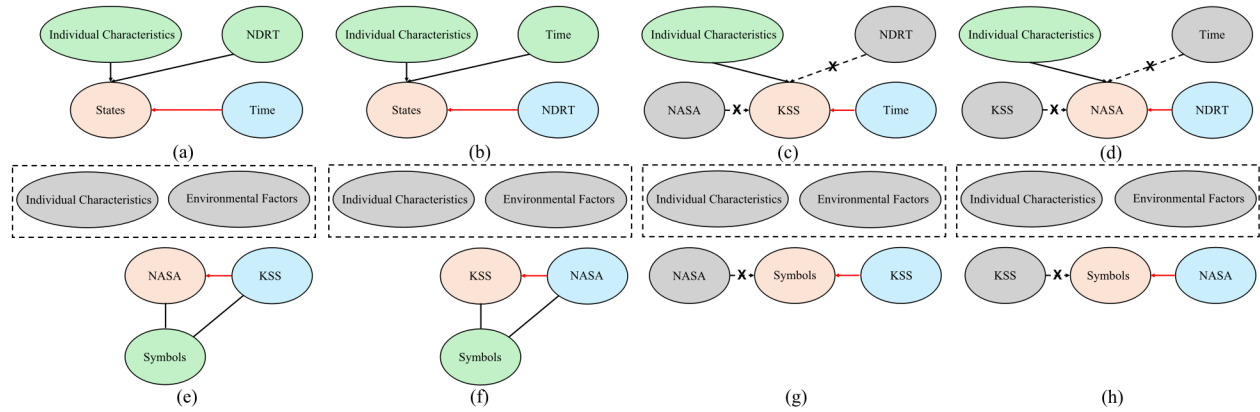 Individual Characteristics
NDRT
States
Time
(a)
Individual Characteristics
Time
States
NDRT
(b)
Individual Characteristics
NDRT
X
NASA
X
KSS
Time
(c)
Individual Characteristics
Time
X
KSS
X
NASA
NDRT
(d)
Individual Characteristics
Environmental Factors
NASA
KSS
Symbols
(e)
Individual Characteristics
Environmental Factors
KSS
NASA
Symbols
(f)
Individual Characteristics
Environmental Factors
NASA
X
Symbols
KSS
(g)
Individual Characteristics
Environmental Factors
KSS
X
Symbols
NASA
(h)